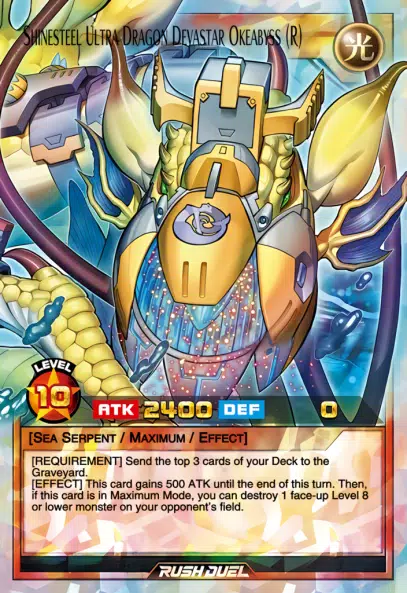 Shinesteel Ultra Dragon Devastar Okeabyss (R)
光
LEVEL
10
ATK 2400 DEF 0
[Sea Serpent / Maximum / Effect]
[REQUIREMENT] Send the top 3 cards of your Deck to the
Graveyard.
[EFFECT] This card gains 500 ATK until the end of this turn. Then,
if this card is in Maximum Mode, you can destroy 1 face-up Level 8
or lower monster on your opponent's field.
RUSH DUEL